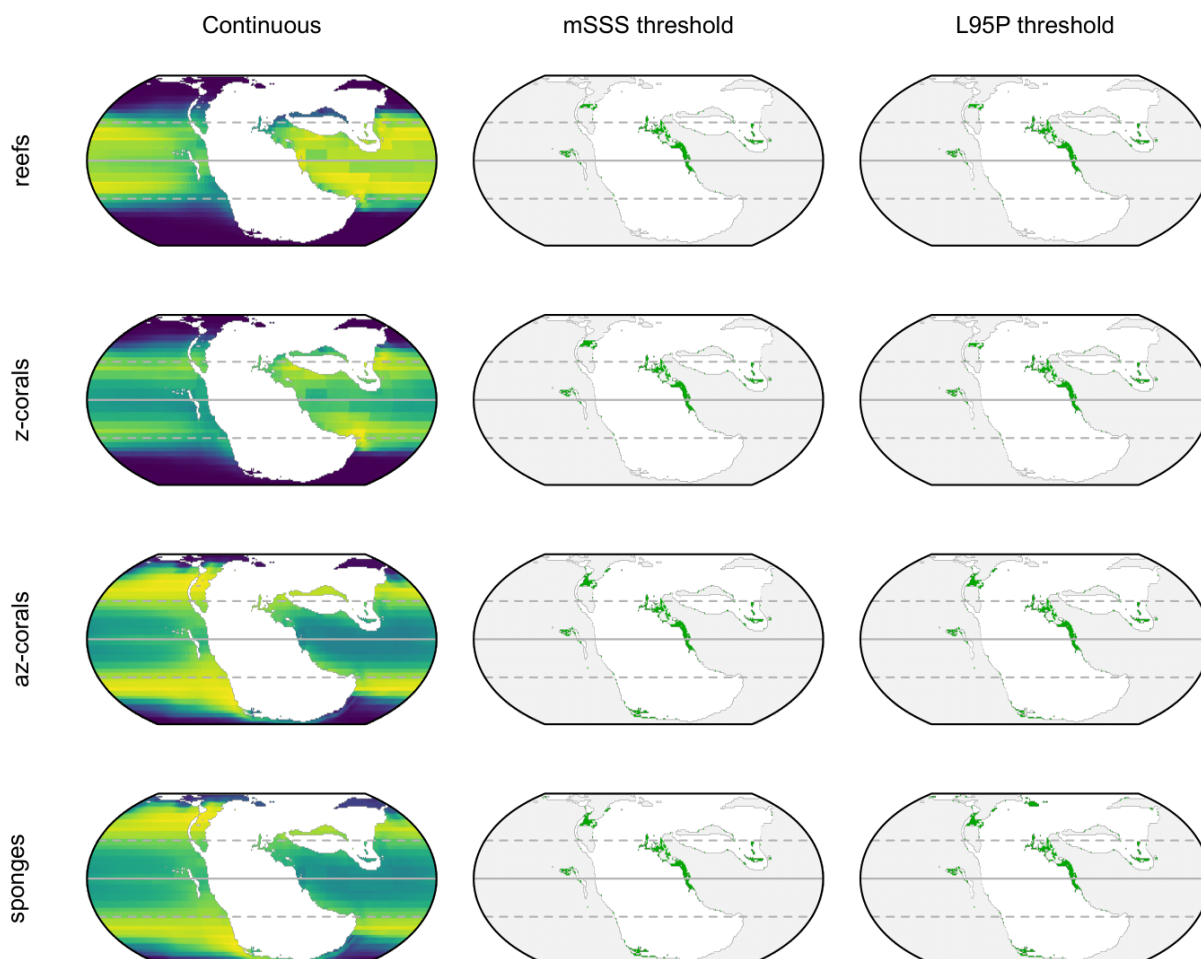 Continuous
mSSS threshold
L95P threshold
reefs
z-corals
az-corals
sponges